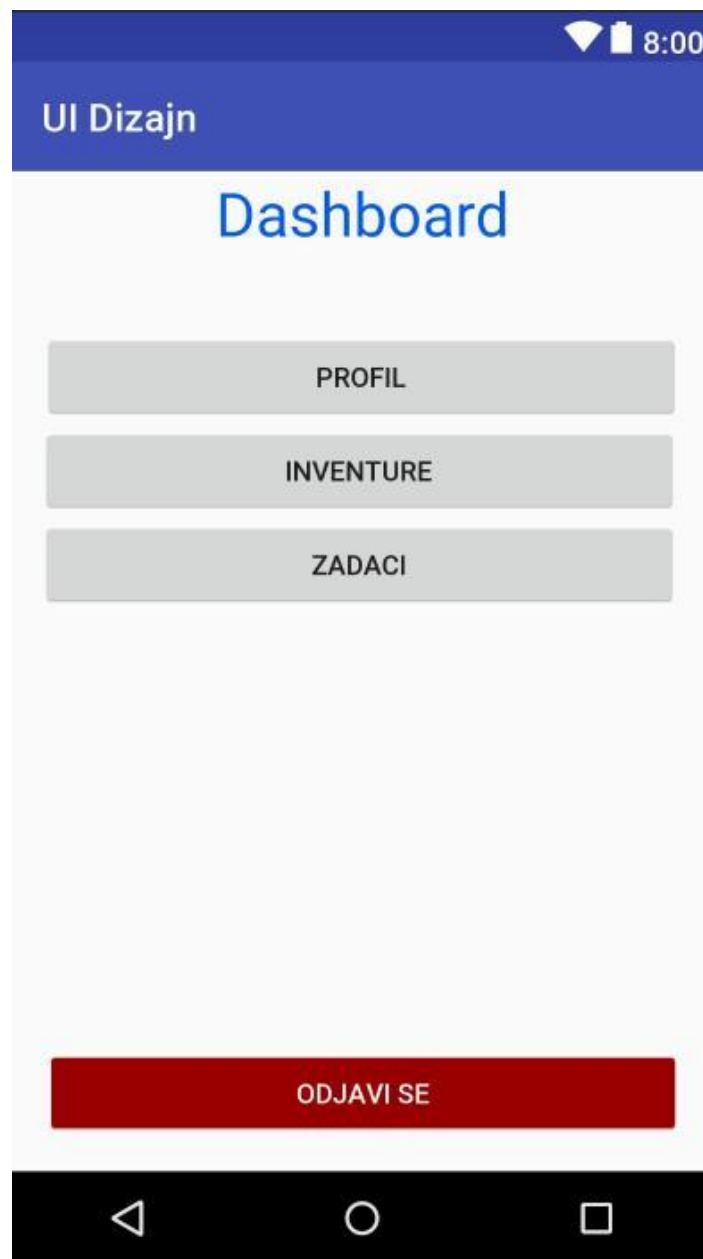 8:00
UI Dizajn
Dashboard
PROFIL
INVENTURE
ZADACI
ODJAVI SE